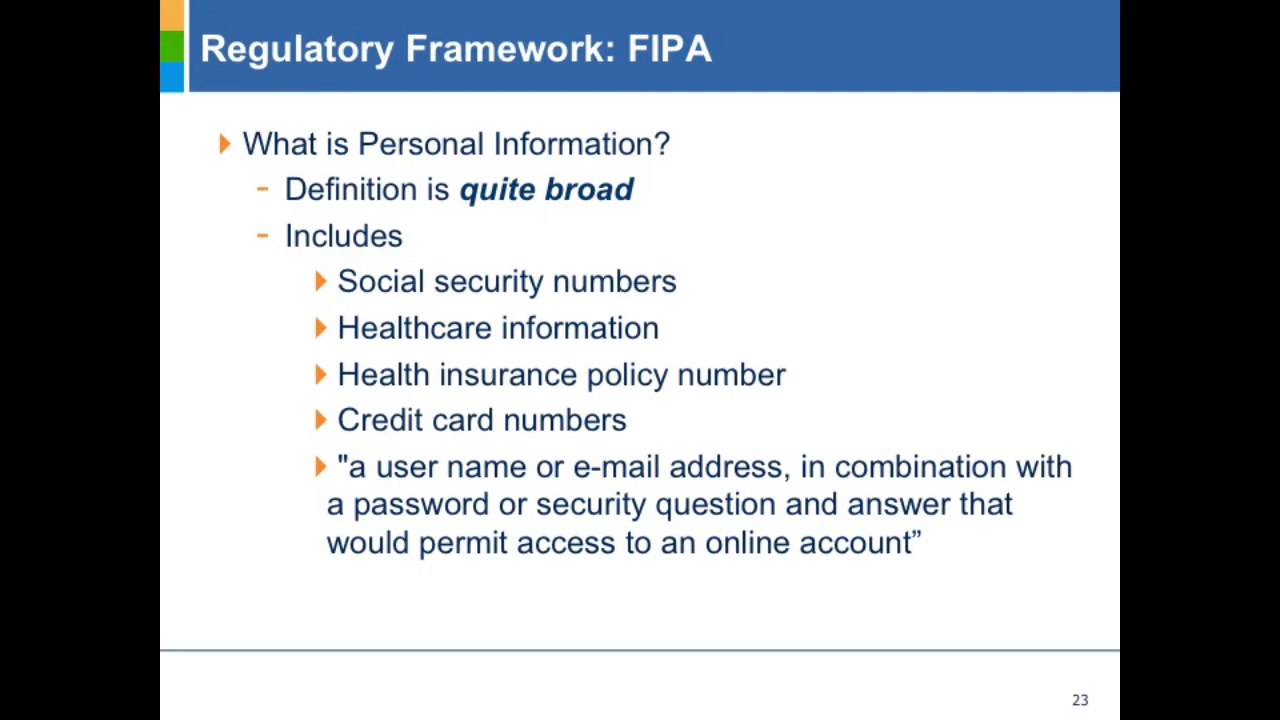 Regulatory Framework: FIPA
What is Personal Information?
- Definition is quite broad
- Includes
Social security numbers
Healthcare information
Health insurance policy number
Credit card numbers
"a user name or e-mail address, in combination with
a password or security question and answer that
would permit access to an online account”
23